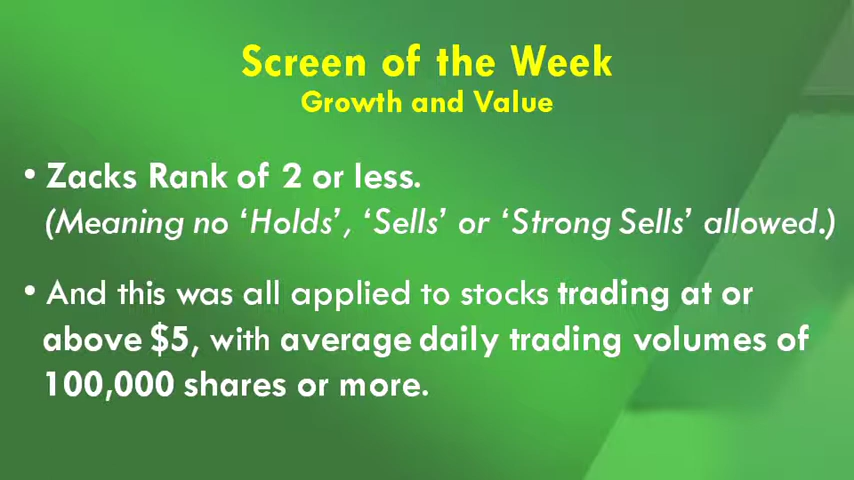 Screen of the Week
Growth and Value
• Zacks Rank of 2 or less.
(Meaning no ‘Holds’, ‘Sells’ or ‘Strong Sells’ allowed.)
• And this was all applied to stocks trading at or
above $5, with average daily trading volumes of
100,000 shares or more.